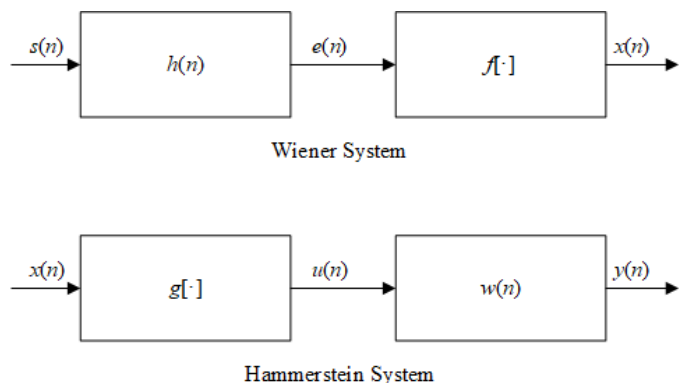 s(n) h(n) e(n) f[·] x(n)
Wiener System
x(n) g[·] u(n) w(n) y(n)
Hammerstein System